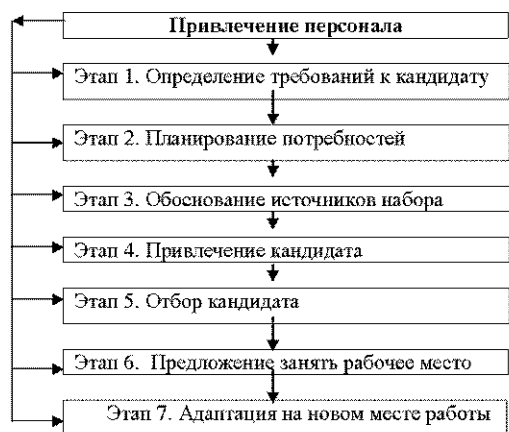 Привлечение персонала
Этап 1. Определение требований к кандидату
Этап 2. Планирование потребностей
Этап 3. Обоснование источников набора
Этап 4. Привлечение кандидата
Этап 5. Отбор кандидата
Этап 6. Предложение занять рабочее место
Этап 7. Адаптация на новом месте работы